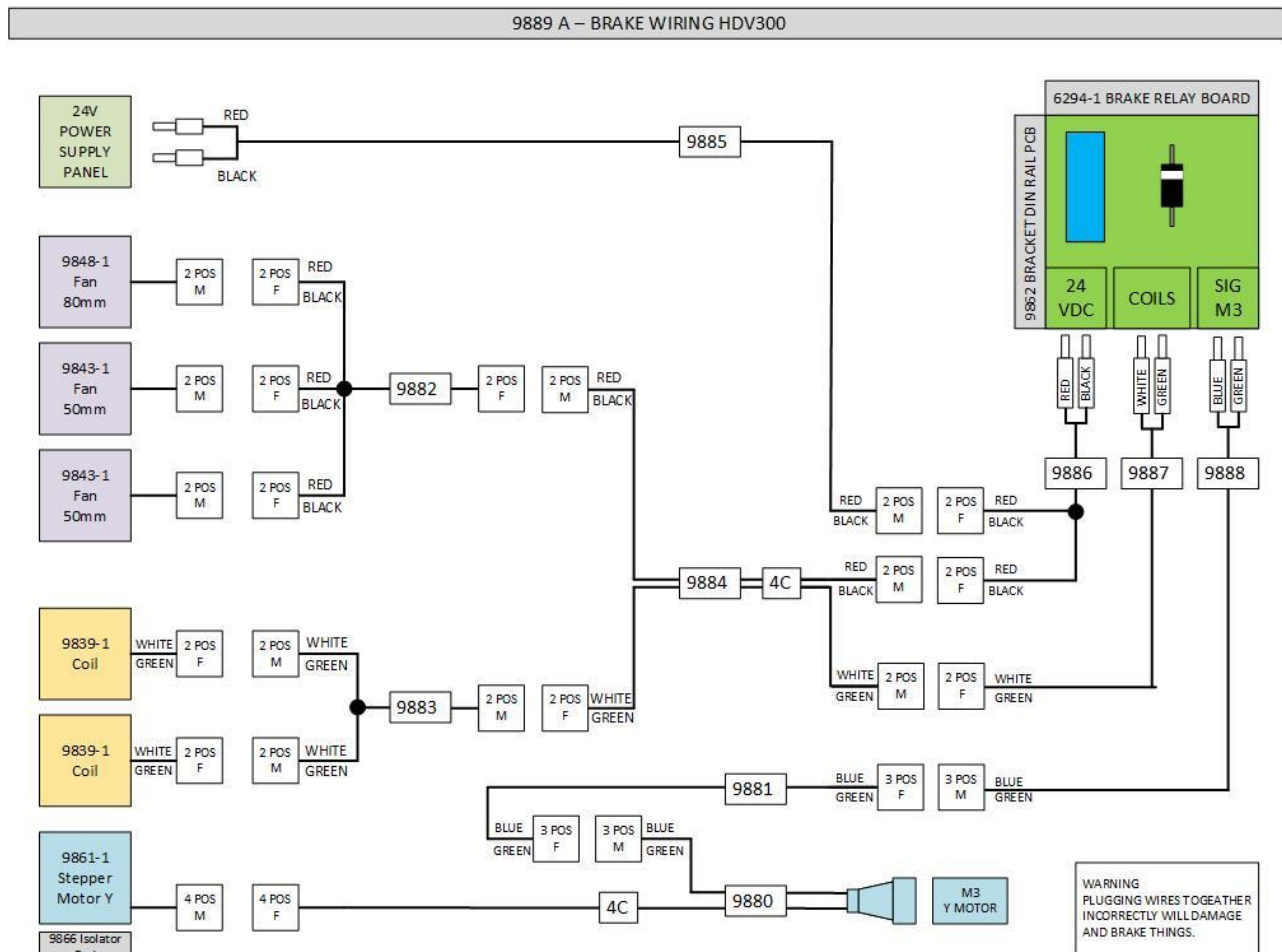 9889 A – BRAKE WIRING HDV300
24V
POWER
SUPPLY
PANEL
RED
BLACK
9885
6294-1 BRAKE RELAY BOARD
9862 BRACKET DIN RAIL PCB
24
VDC
COILS
SIG
M3
RED
BLACK
WHITE
GREEN
BLUE
GREEN
9886
9887
9888
9848-1
Fan
80mm
2 POS
M
2 POS
F
RED
BLACK
9843-1
Fan
50mm
2 POS
M
2 POS
F
RED
BLACK
9882
2 POS
F
2 POS
M
RED
BLACK
9843-1
Fan
50mm
2 POS
M
2 POS
F
RED
BLACK
RED
BLACK
2 POS
M
2 POS
F
RED
BLACK
9884
4C
RED
BLACK
2 POS
M
2 POS
F
RED
BLACK
9839-1
Coil
WHITE
GREEN
2 POS
F
2 POS
M
WHITE
GREEN
9883
2 POS
M
2 POS
F
WHITE
GREEN
WHITE
GREEN
2 POS
M
2 POS
F
WHITE
GREEN
9839-1
Coil
WHITE
GREEN
2 POS
F
2 POS
M
WHITE
GREEN
9881
BLUE
GREEN
3 POS
F
3 POS
M
BLUE
GREEN
BLUE
GREEN
3 POS
F
3 POS
M
BLUE
GREEN
9861-1
Stepper
Motor Y
4 POS
M
4 POS
F
4C
9880
M3
Y MOTOR
WARNING
PLUGGING WIRES TOGEATHER
INCORRECTLY WILL DAMAGE
AND BRAKE THINGS.
9866 Isolator